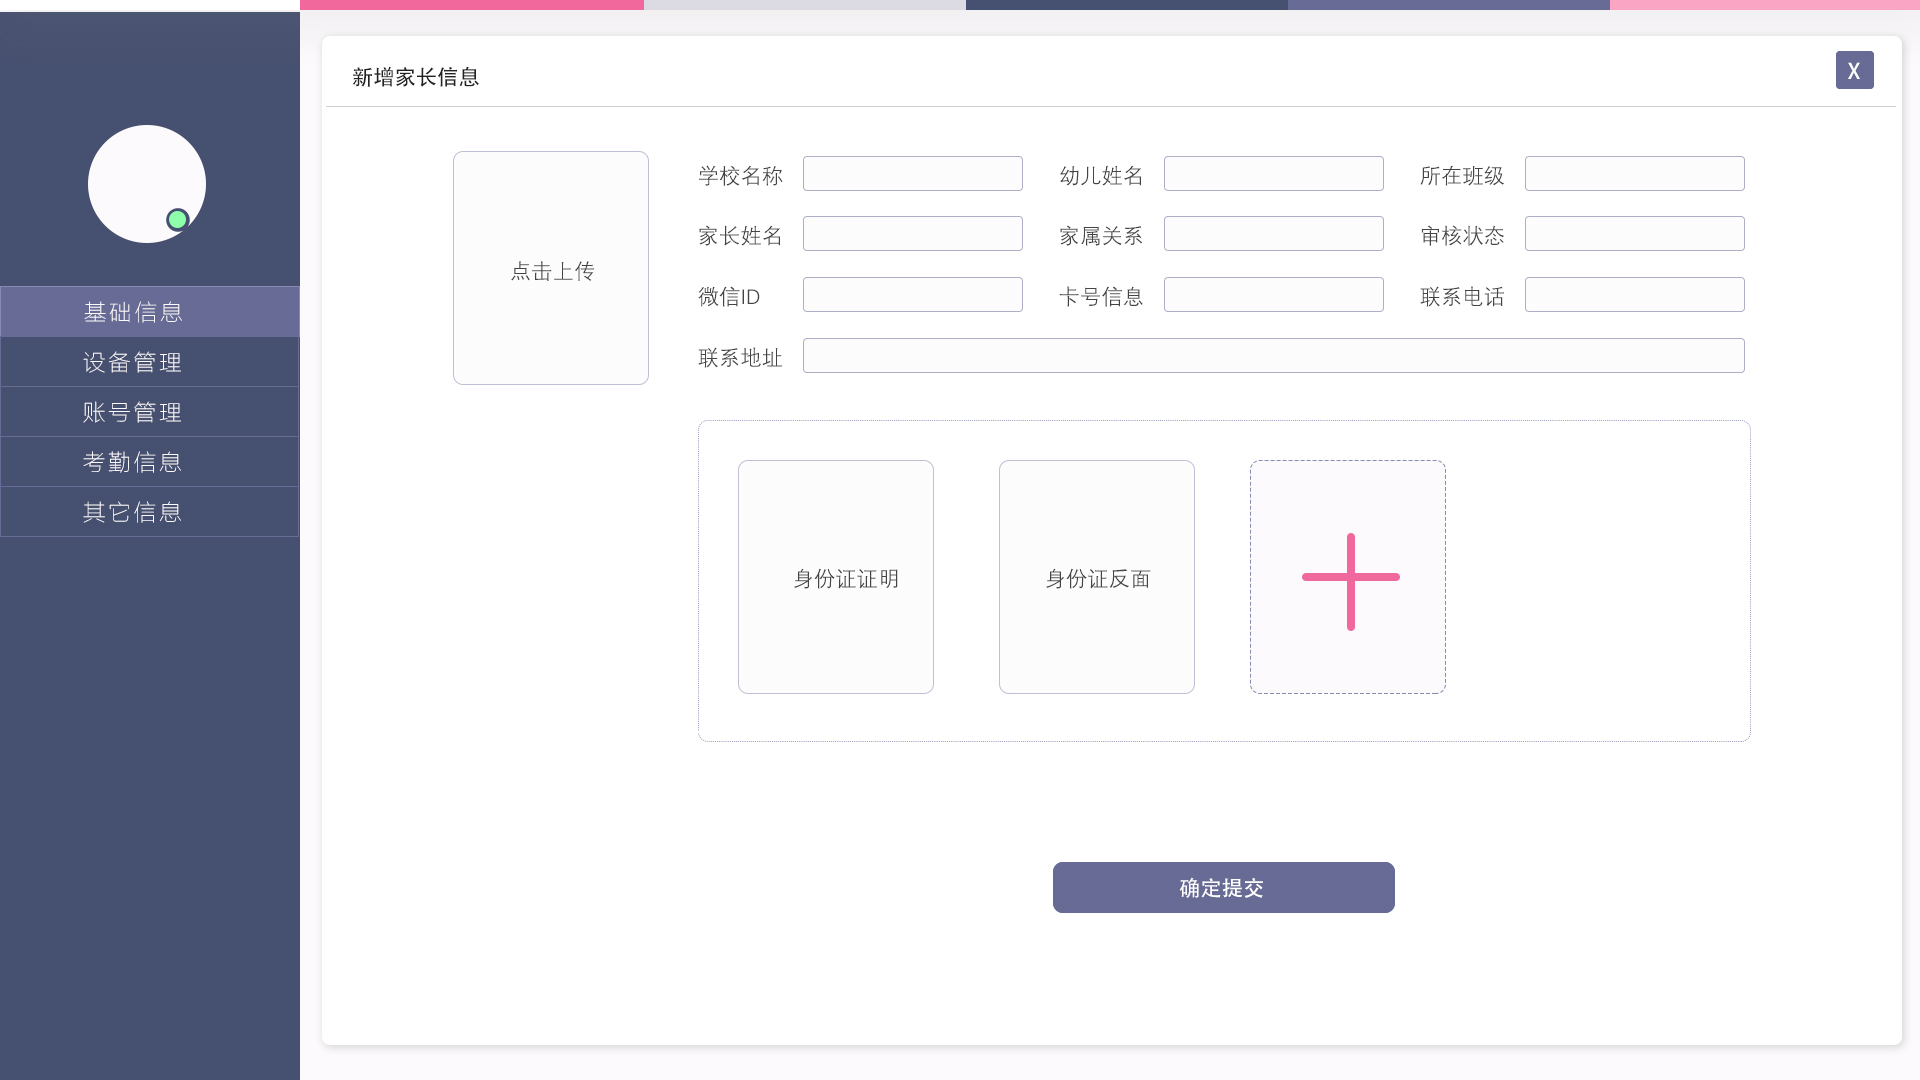 新增家长信息
X
基础信息
设备管理
账号管理
考勤信息
其它信息
点击上传
学校名称 幼儿姓名 所在班级
家长姓名 家属关系 审核状态
微信ID 卡号信息 联系电话
联系地址
身份证证明 身份证反面
确定提交